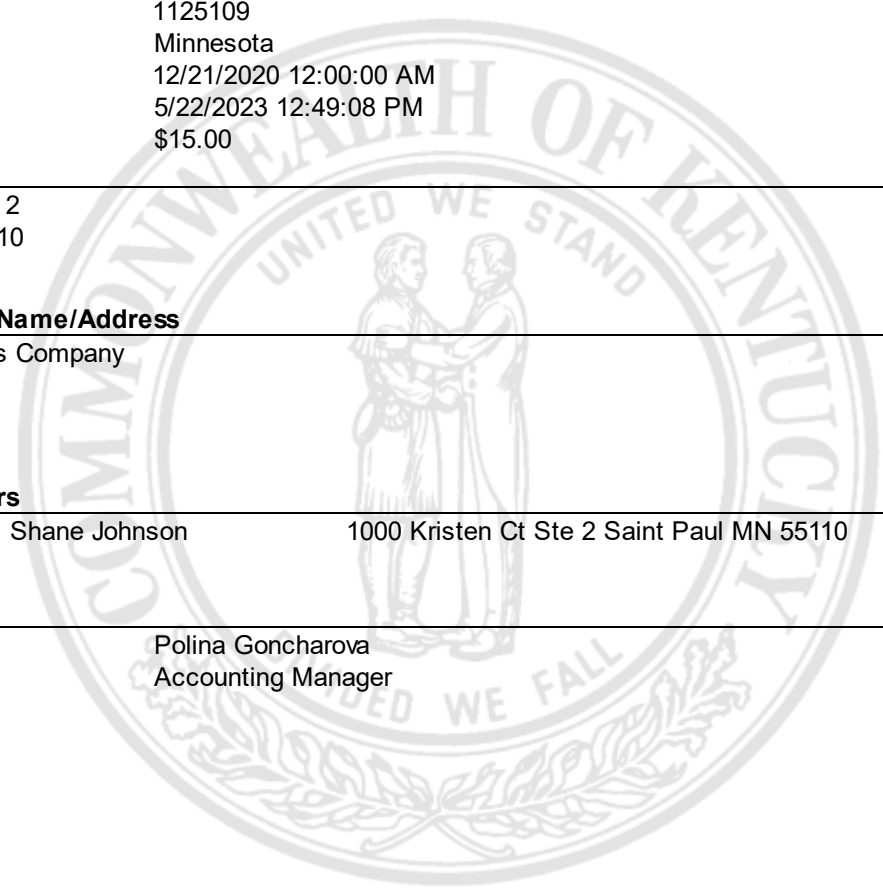 1125109
Minnesota
12/21/2020 12:00:00 AM
5/22/2023 12:49:08 PM
$15.00
2
10
Name/Address
s Company
rs
Shane Johnson 1000 Kristen Ct Ste 2 Saint Paul MN 55110
Polina Goncharova
Accounting Manager
COMMONWEALTH OF KENTUCKY
UNITED WE STAND
DIVIDED WE FALL